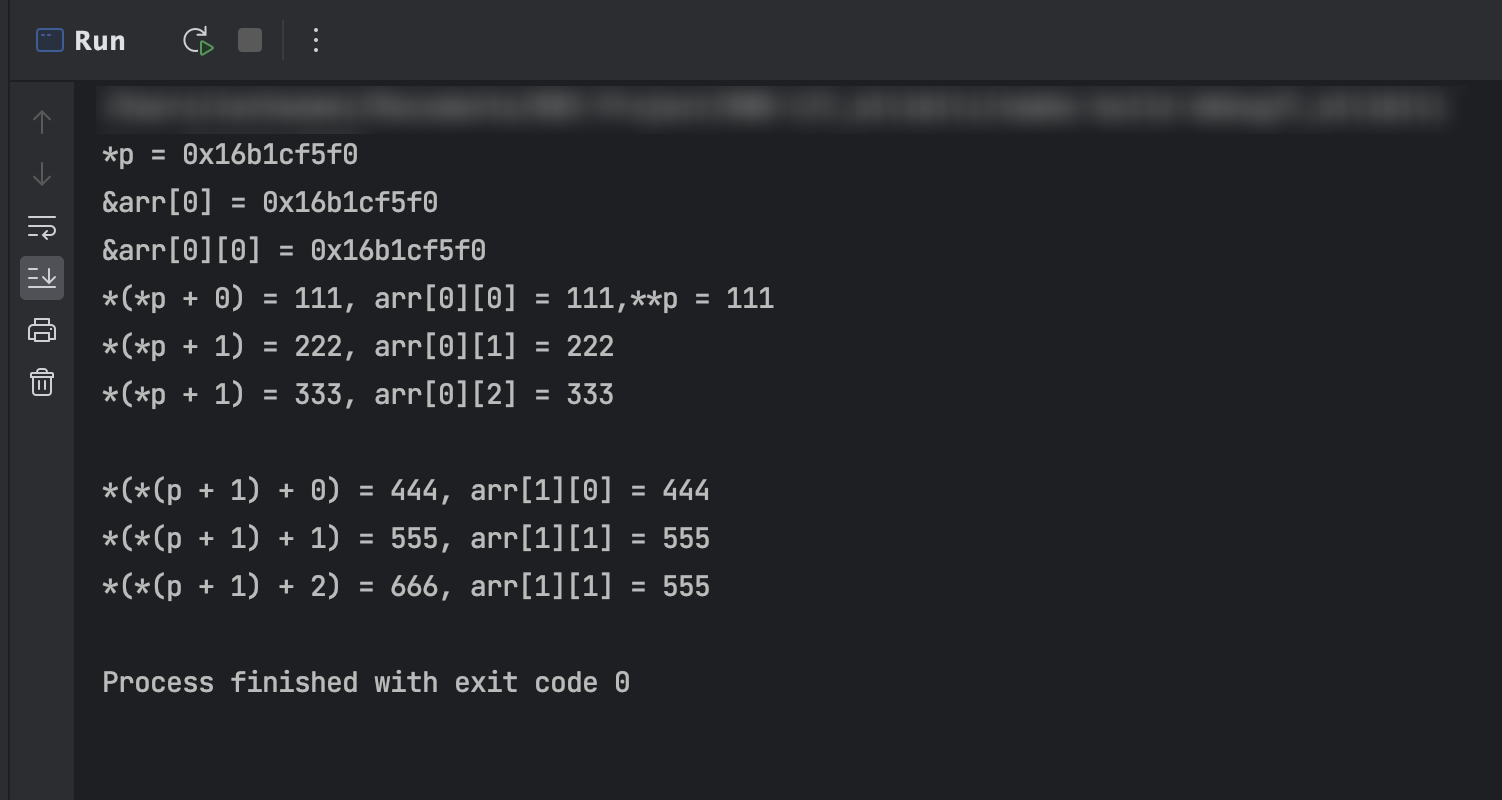 Run
*p = 0x16b1cf5f0
&arr[0] = 0x16b1cf5f0
&arr[0][0] = 0x16b1cf5f0
*(*p + 0) = 111, arr[0][0] = 111,**p = 111
*(*p + 1) = 222, arr[0][1] = 222
*(*p + 1) = 333, arr[0][2] = 333
*(*(p + 1) + 0) = 444, arr[1][0] = 444
*(*(p + 1) + 1) = 555, arr[1][1] = 555
*(*(p + 1) + 2) = 666, arr[1][1] = 555
Process finished with exit code 0